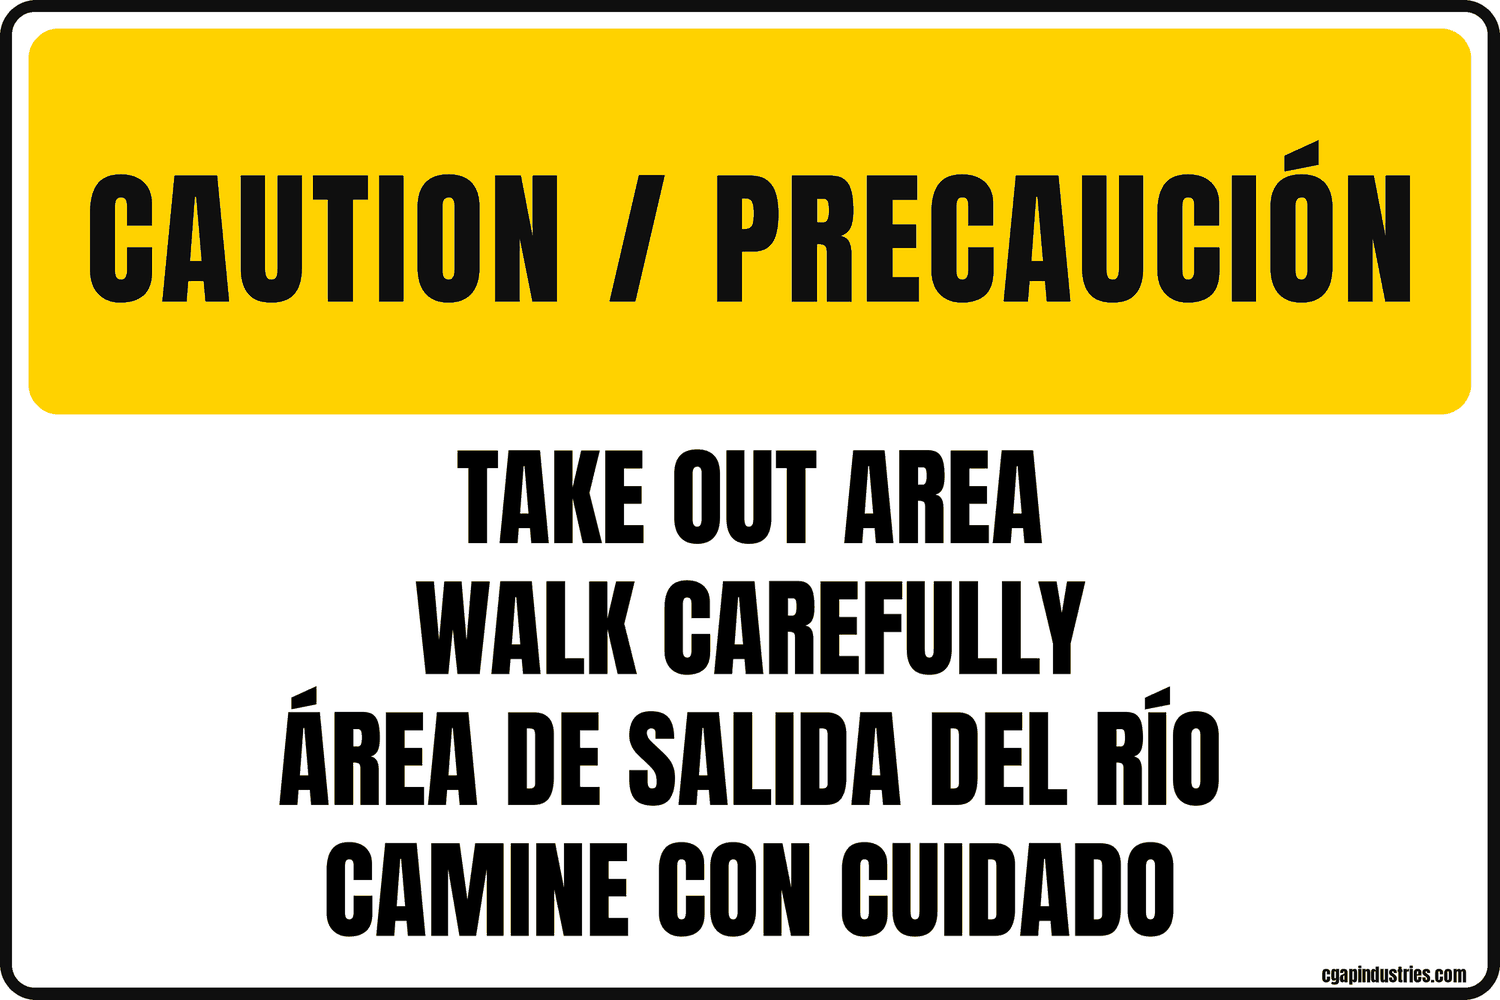 CAUTION / PRECAUCIÓN
TAKE OUT AREA
WALK CAREFULLY
ÁREA DE SALIDA DEL RÍO
CAMINE CON CUIDADO
cgapindustries.com